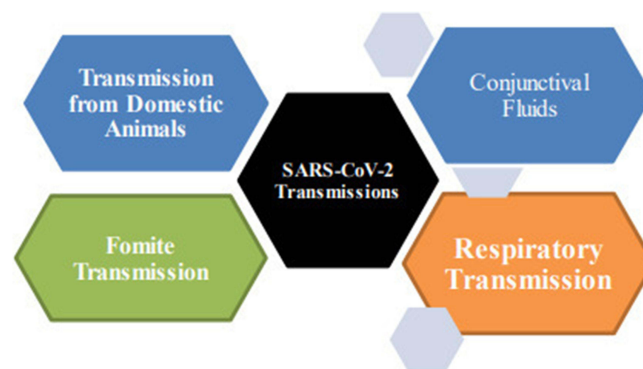 Transmission
from Domestic
Animals
Conjunctival
Fluids
SARS-CoV-2
Transmissions
Fomite
Transmission
Respiratory
Transmission